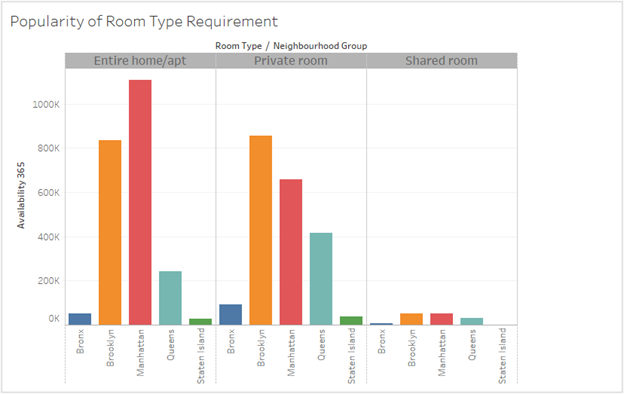 Popularity of Room Type Requirement
Room Type / Neighbourhood Group
Entire home/apt Private room Shared room
Availability 365
1000K
800K
600K
400K
200K
0K
Bronx Brooklyn Manhattan Queens Staten Island Bronx Brooklyn Manhattan Queens Staten Island Bronx Brooklyn Manhattan Queens Staten Island